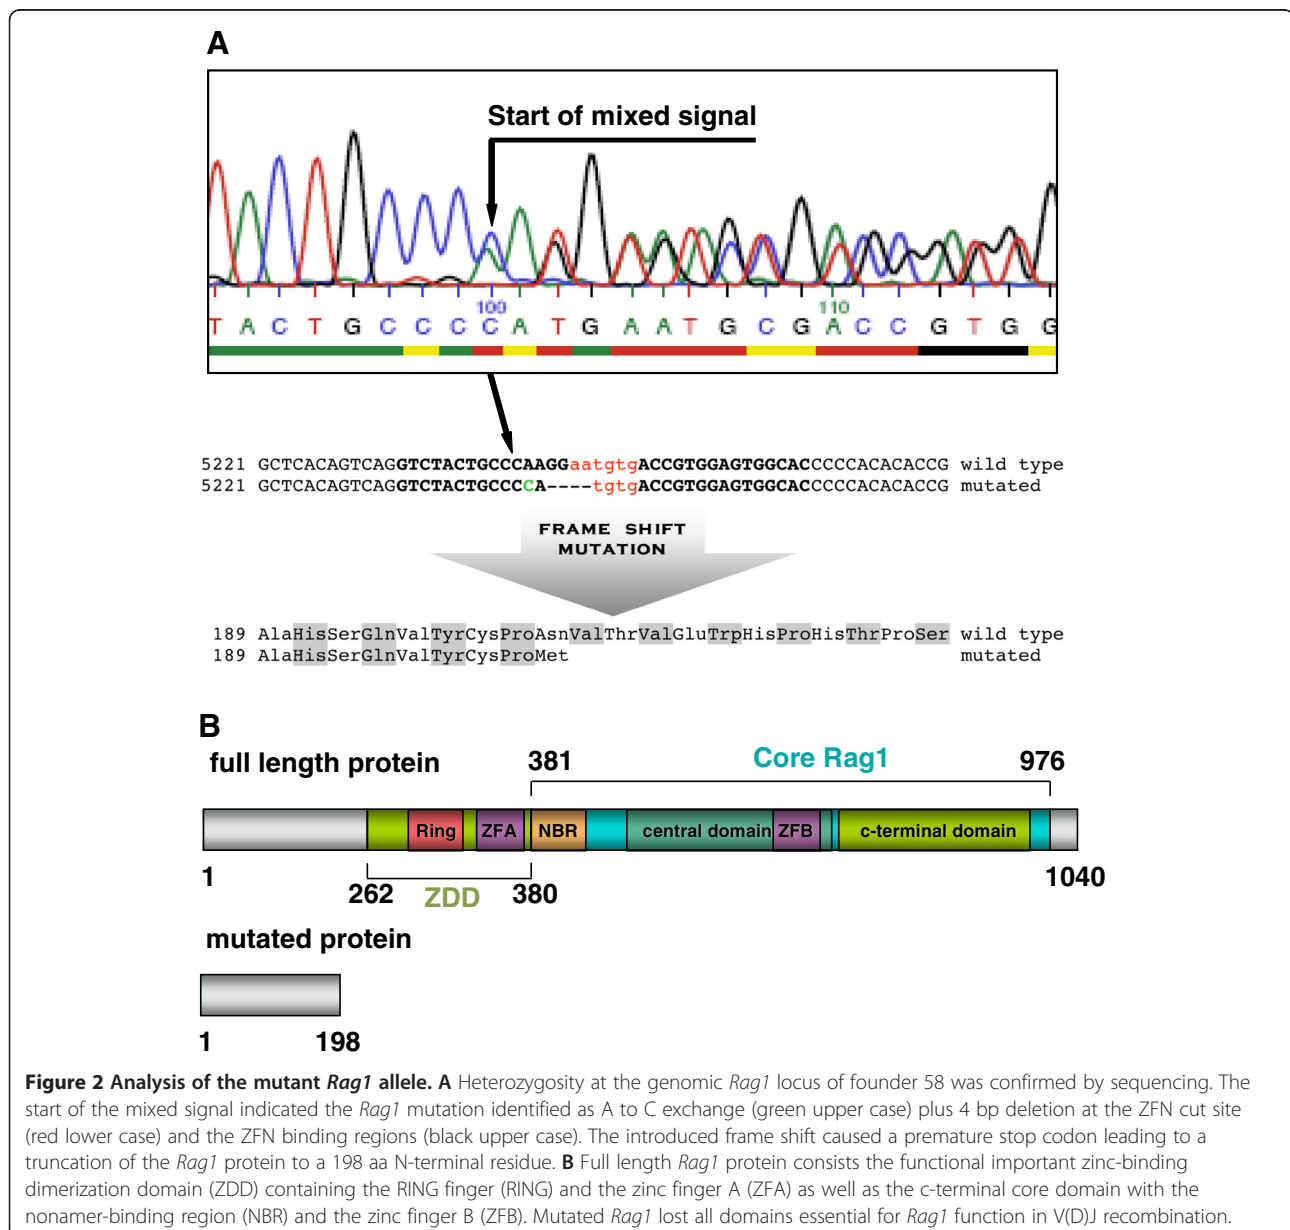 A
Start of mixed signal
100 110
T A C T G C C C C A T G A A T G C G A C C G T G G
5221 GCTCACAGTCAGGTCTACTGCCCAAGGaatgtgACCGTGGAGTGGCACCCCCACACACCG wild type
5221 GCTCACAGTCAGGTCTACTGCCCCA----tgtgACCGTGGAGTGGCACCCCCACACACCG mutated
FRAME SHIFT
MUTATION
189 AlaHisSerGlnValTyrCysProAsnValThrValGluTrpHisProHisThrProSer wild type
189 AlaHisSerGlnValTyrCysProMet mutated
B
full length protein 381 Core Rag1 976
Ring ZFA NBR central domain ZFB c-terminal domain
1 262 ZDD 380 1040
mutated protein
1 198
Figure 2 Analysis of the mutant Rag1 allele. A Heterozygosity at the genomic Rag1 locus of founder 58 was confirmed by sequencing. The
start of the mixed signal indicated the Rag1 mutation identified as A to C exchange (green upper case) plus 4 bp deletion at the ZFN cut site
(red lower case) and the ZFN binding regions (black upper case). The introduced frame shift caused a premature stop codon leading to a
truncation of the Rag1 protein to a 198 aa N-terminal residue. B Full length Rag1 protein consists the functional important zinc-binding
dimerization domain (ZDD) containing the RING finger (RING) and the zinc finger A (ZFA) as well as the c-terminal core domain with the
nonamer-binding region (NBR) and the zinc finger B (ZFB). Mutated Rag1 lost all domains essential for Rag1 function in V(D)J recombination.